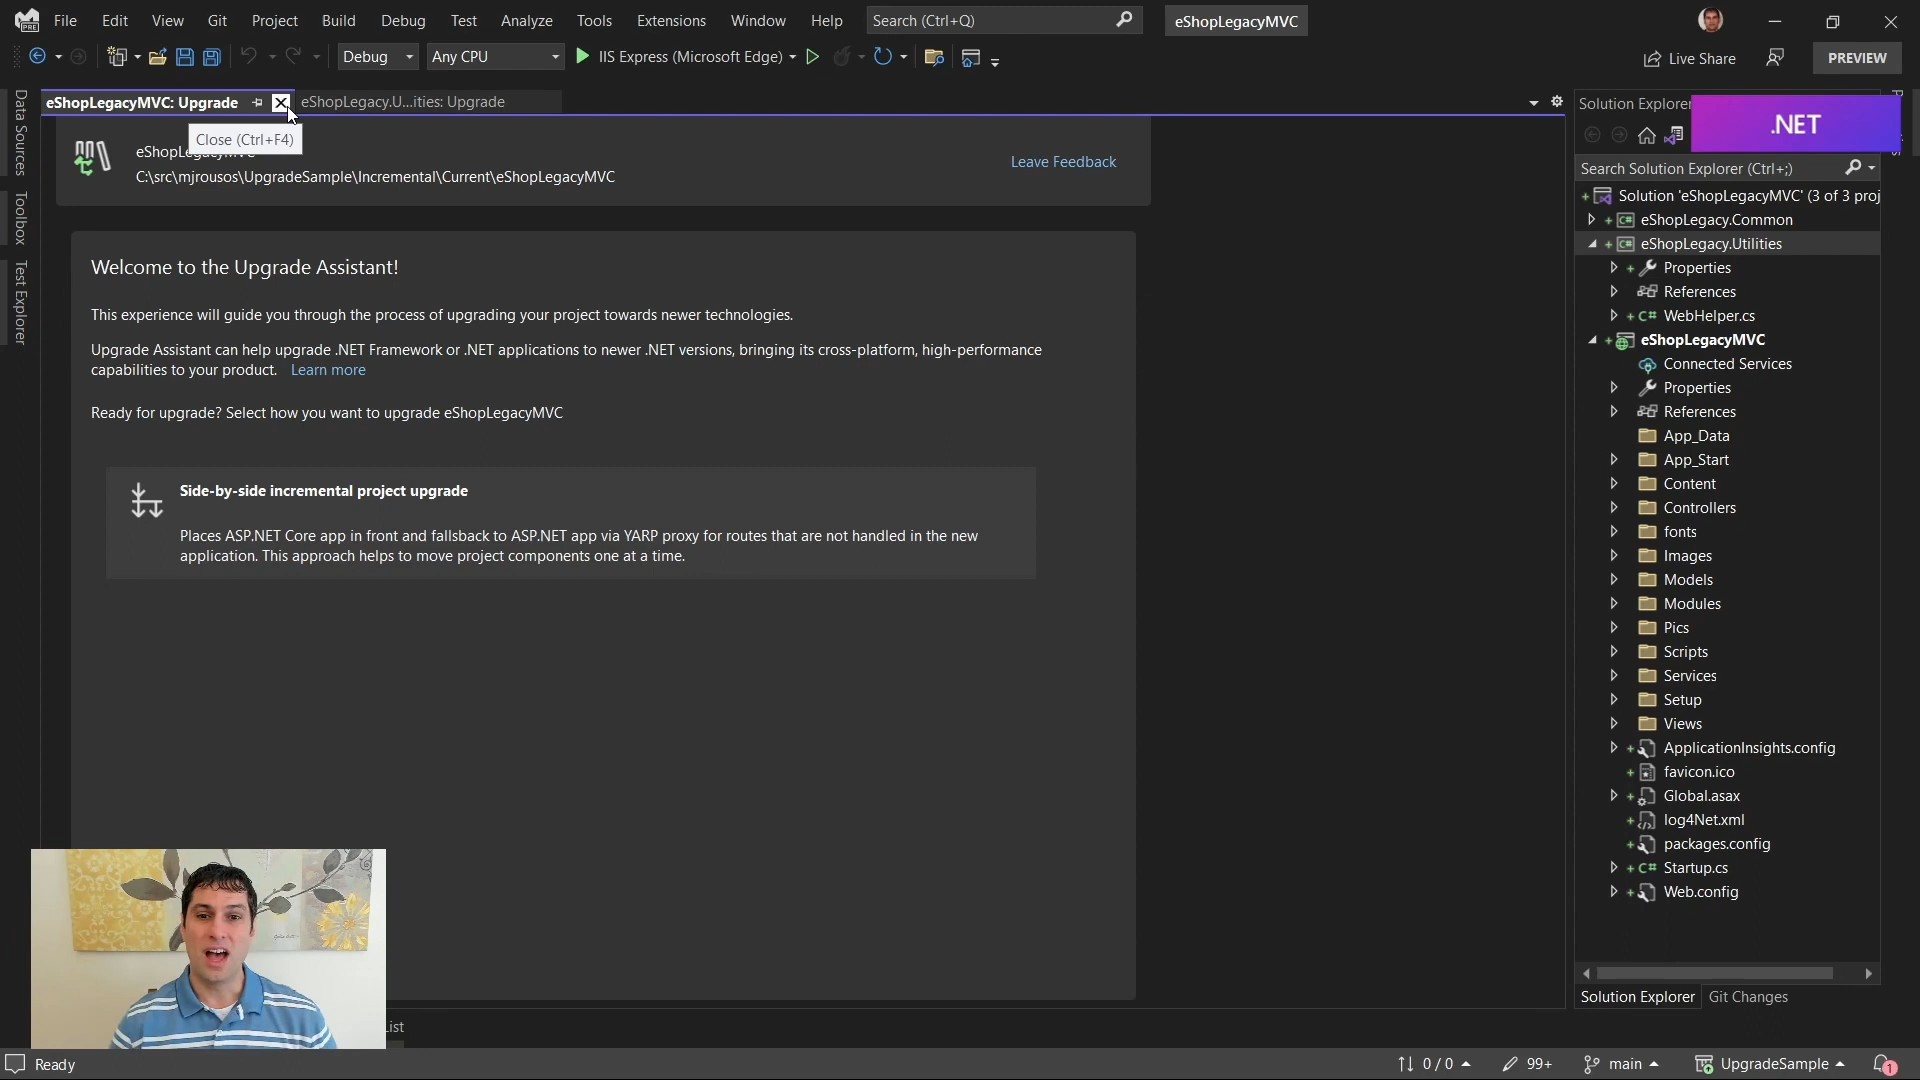 File Edit View Git Project Build Debug Test Analyze Tools Extensions Window Help Search (Ctrl+Q) eShopLegacyMVC
Debug Any CPU IIS Express (Microsoft Edge) Live Share PREVIEW
eShopLegacyMVC: Upgrade eShopLegacy.U...ities: Upgrade
Close (Ctrl+F4)
C:\src\mjrousos\UpgradeSample\Incremental\Current\eShopLegacyMVC
Leave Feedback
Welcome to the Upgrade Assistant!
This experience will guide you through the process of upgrading your project towards newer technologies.
Upgrade Assistant can help upgrade .NET Framework or .NET applications to newer .NET versions, bringing its cross-platform, high-performance
capabilities to your product. Learn more
Ready for upgrade? Select how you want to upgrade eShopLegacyMVC
Side-by-side incremental project upgrade
Places ASP.NET Core app in front and fallsback to ASP.NET app via YARP proxy for routes that are not handled in the new
application. This approach helps to move project components one at a time.
Data Sources
Toolbox
Test Explorer
Solution Explorer
.NET
Search Solution Explorer (Ctrl+;)
Solution 'eShopLegacyMVC' (3 of 3 proj
eShopLegacy.Common
eShopLegacy.Utilities
Properties
References
C# WebHelper.cs
eShopLegacyMVC
Connected Services
Properties
References
App_Data
App_Start
Content
Controllers
fonts
Images
Models
Modules
Pics
Scripts
Services
Setup
Views
ApplicationInsights.config
favicon.ico
Global.asax
log4Net.xml
packages.config
C# Startup.cs
Web.config
Solution Explorer Git Changes
List
Ready 0 / 0 99+ main UpgradeSample 1